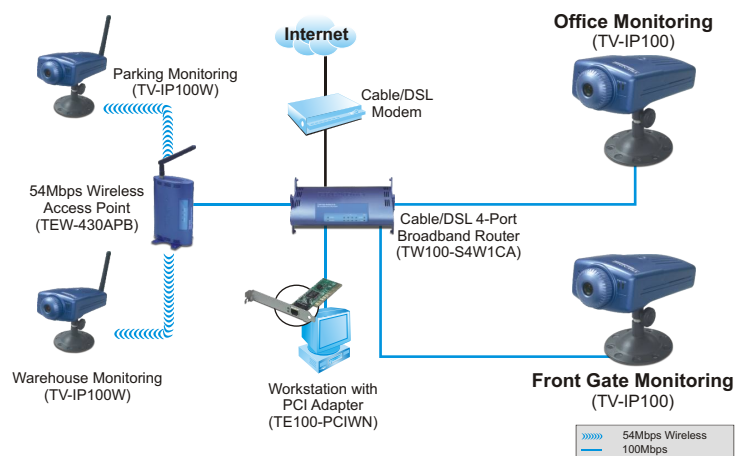 Internet
Office Monitoring
(TV-IP100)
Parking Monitoring
(TV-IP100W)
Cable/DSL
Modem
54Mbps Wireless
Access Point
(TEW-430APB)
Cable/DSL 4-Port
Broadband Router
(TW100-S4W1CA)
Warehouse Monitoring
(TV-IP100W)
Workstation with
PCI Adapter
(TE100-PCIWN)
Front Gate Monitoring
(TV-IP100)
54Mbps Wireless
100Mbps